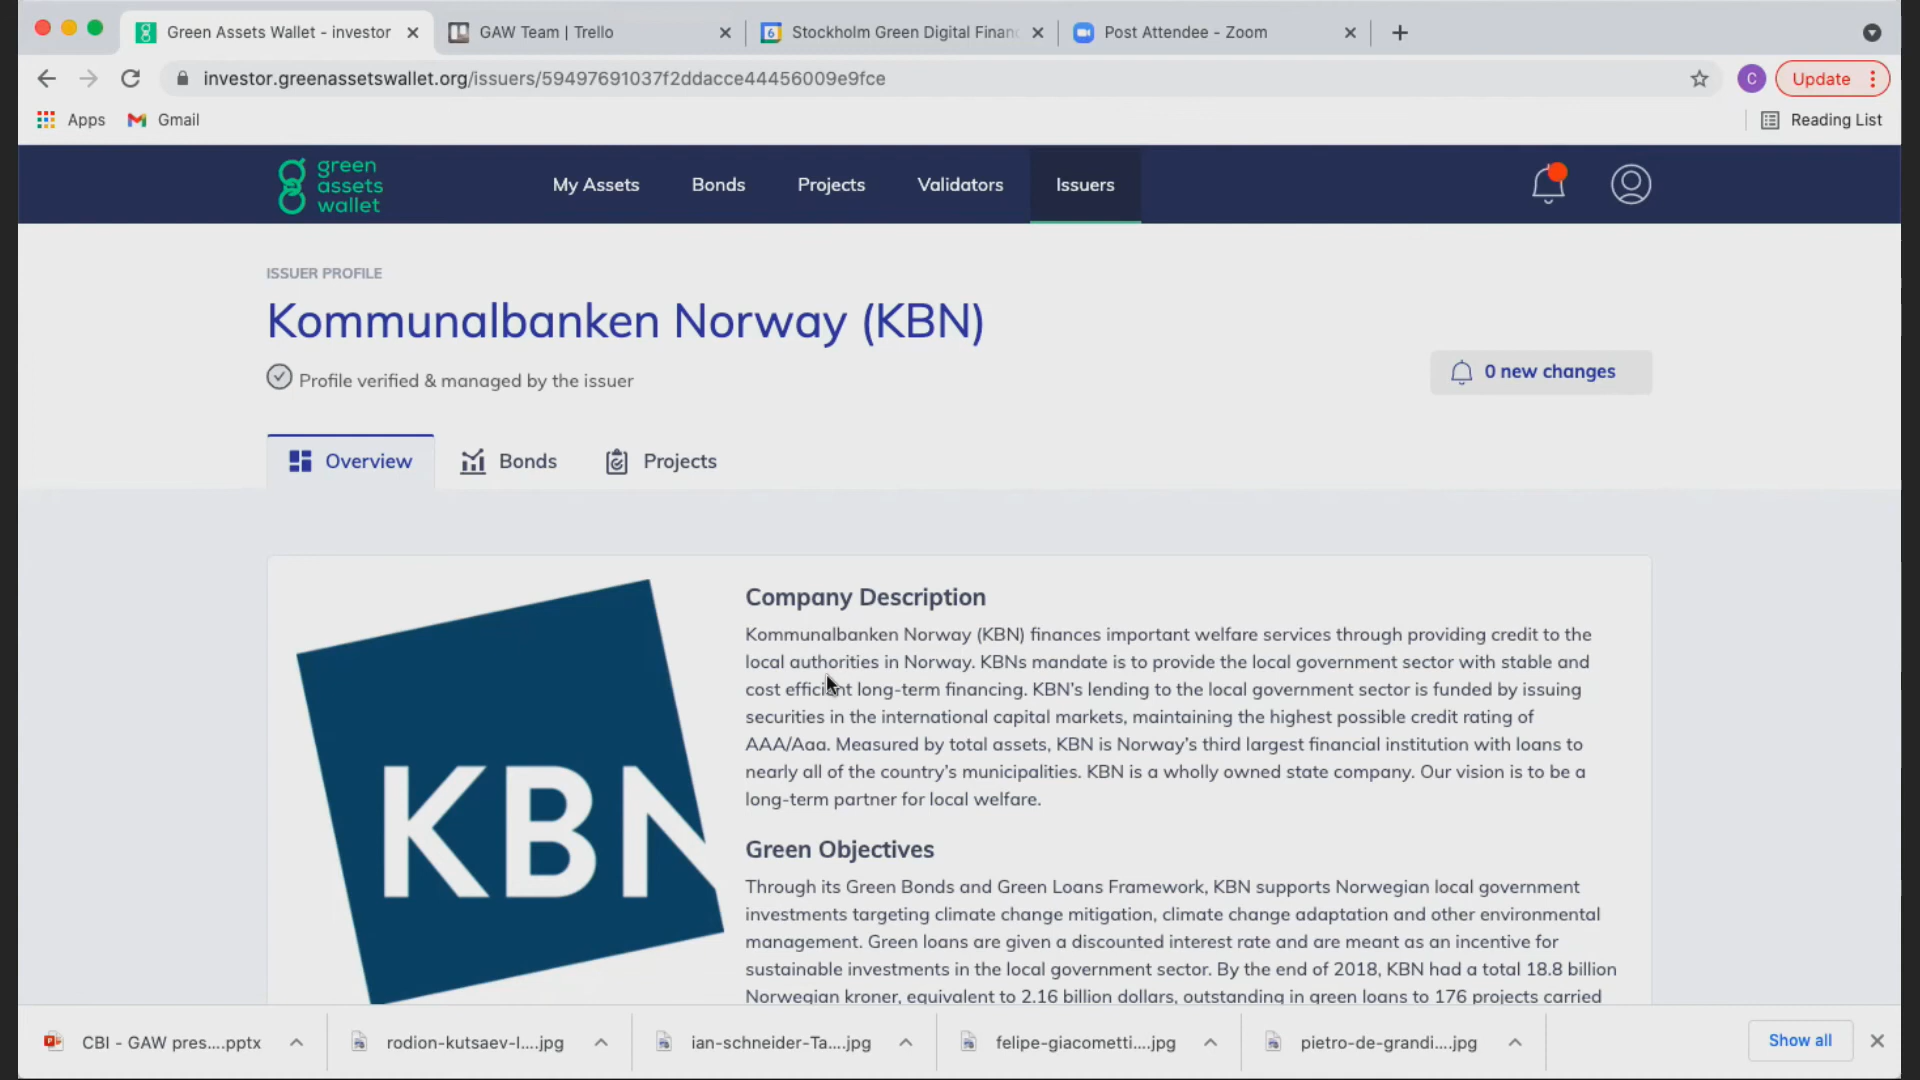 Green Assets Wallet - investor
GAW Team | Trello
Stockholm Green Digital Finan
Post Attendee - Zoom
investor.greenassetswallet.org/issuers/59497691037f2ddacce44456009e9fce
C
Update
Apps
Gmail
Reading List
green
assets
wallet
My Assets
Bonds
Projects
Validators
Issuers
ISSUER PROFILE
Kommunalbanken Norway (KBN)
Profile verified & managed by the issuer
0 new changes
Overview
Bonds
Projects
KBN
Company Description
Kommunalbanken Norway (KBN) finances important welfare services through providing credit to the
local authorities in Norway. KBNs mandate is to provide the local government sector with stable and
cost efficient long-term financing. KBN's lending to the local government sector is funded by issuing
securities in the international capital markets, maintaining the highest possible credit rating of
AAA/Aaa. Measured by total assets, KBN is Norway's third largest financial institution with loans to
nearly all of the country's municipalities. KBN is a wholly owned state company. Our vision is to be a
long-term partner for local welfare.
Green Objectives
Through its Green Bonds and Green Loans Framework, KBN supports Norwegian local government
investments targeting climate change mitigation, climate change adaptation and other environmental
management. Green loans are given a discounted interest rate and are meant as an incentive for
sustainable investments in the local government sector. By the end of 2018, KBN had a total 18.8 billion
Norwegian kroner, equivalent to 2.16 billion dollars, outstanding in green loans to 176 projects carried
CBI - GAW pres....pptx
rodion-kutsaev-l....jpg
ian-schneider-Ta....jpg
felipe-giacometti....jpg
pietro-de-grandi....jpg
Show all